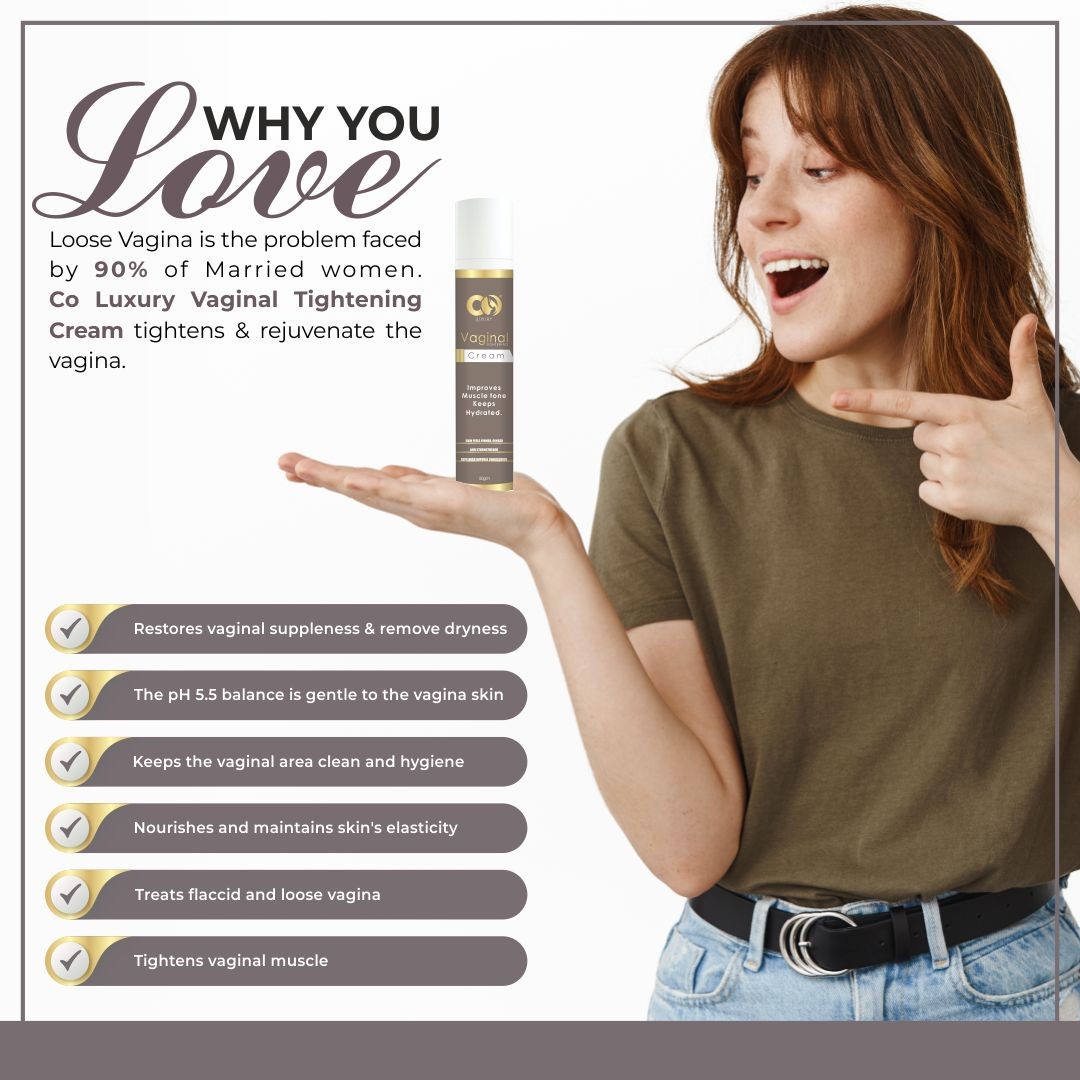 WHY YOU
Love
Loose Vagina is the problem faced
by 90% of Married women.
Co Luxury Vaginal Tightening
Cream tightens & rejuvenate the
vagina.
CO
LUXURY
Vaginal
TIGHTENING
Cream
Improves
Muscle tone
Keeps
Hydrated.
50gm
Restores vaginal suppleness & remove dryness
The pH 5.5 balance is gentle to the vagina skin
Keeps the vaginal area clean and hygiene
Nourishes and maintains skin's elasticity
Treats flaccid and loose vagina
Tightens vaginal muscle